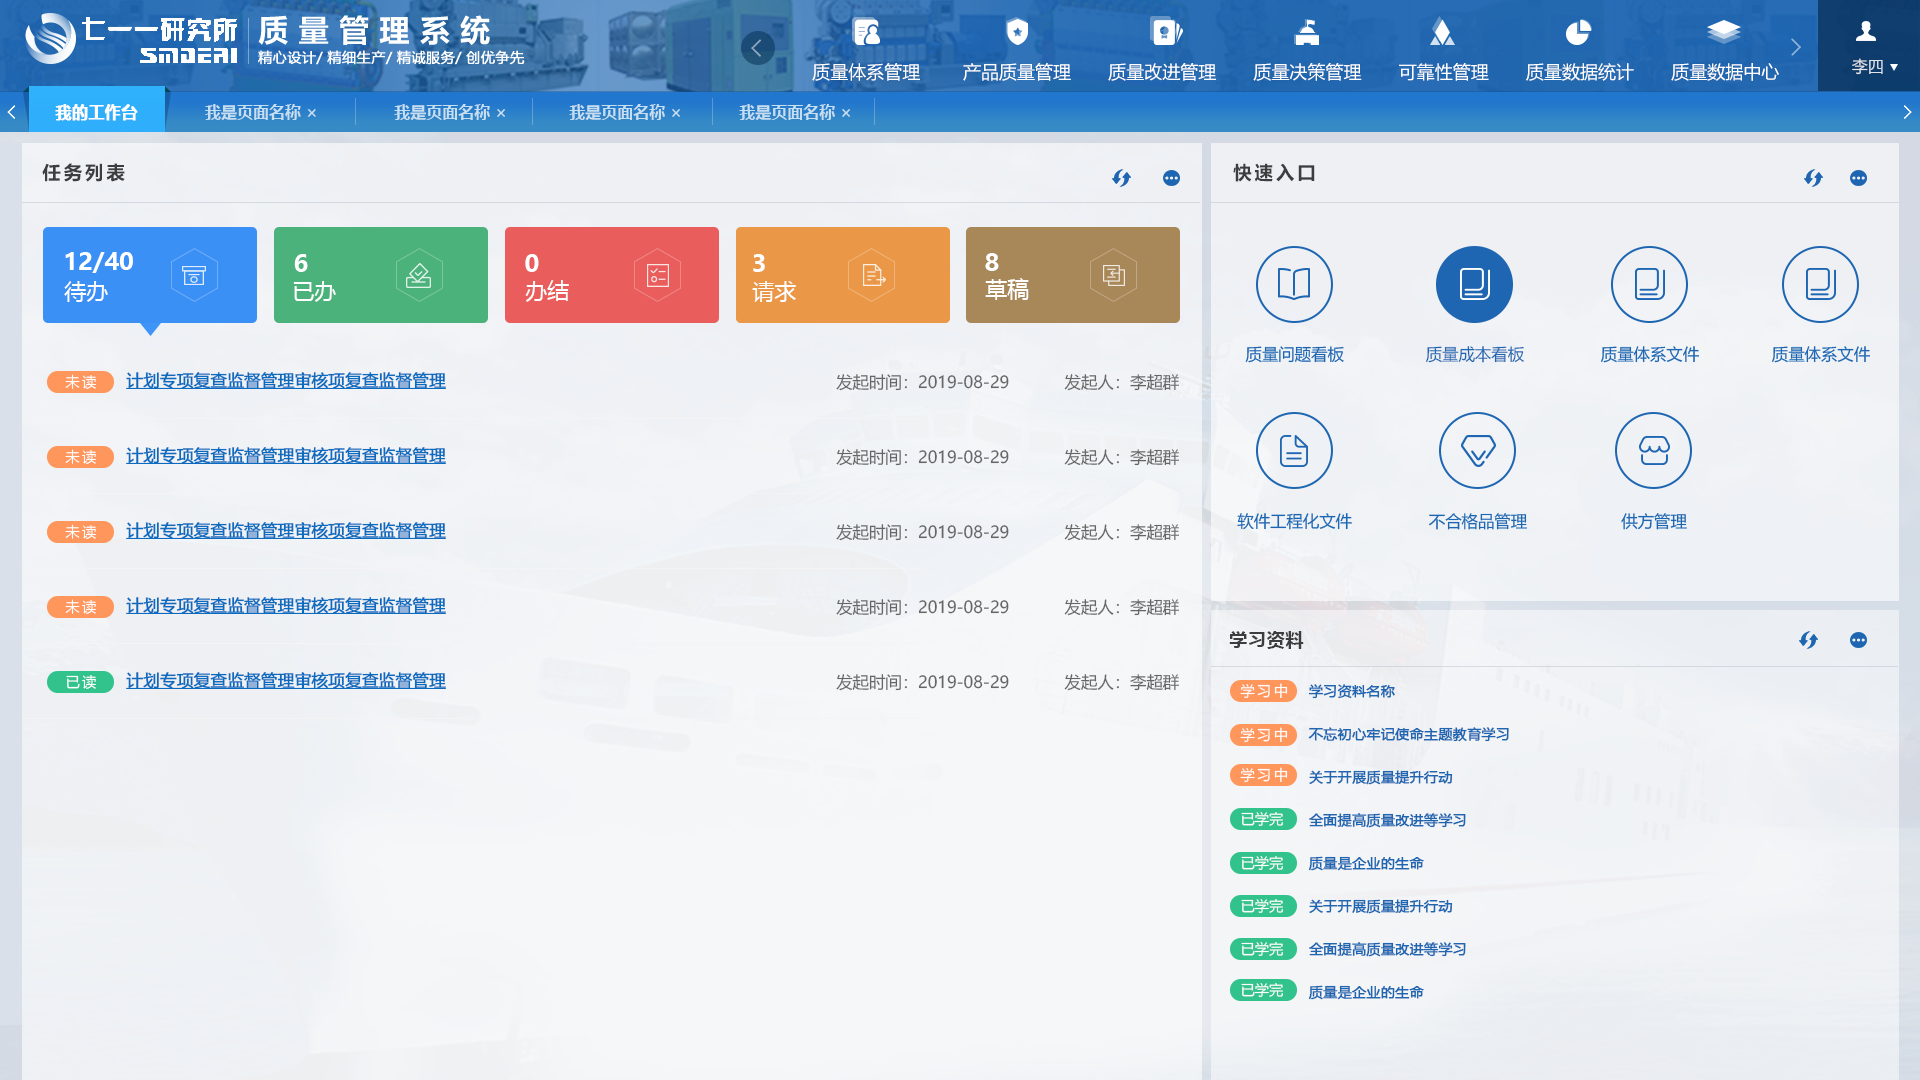 七一一研究所
SMDERI
质量管理系统
精心设计/ 精细生产/ 精诚服务/ 创优争先
质量体系管理
产品质量管理
质量改进管理
质量决策管理
可靠性管理
质量数据统计
质量数据中心
李四 ▼
我的工作台
我是页面名称 ×
我是页面名称 ×
我是页面名称 ×
我是页面名称 ×
任务列表
12/40
待办
6
已办
0
办结
3
请求
8
草稿
未读 计划专项复查监督管理审核项复查监督管理 发起时间：2019-08-29 发起人：李超群
未读 计划专项复查监督管理审核项复查监督管理 发起时间：2019-08-29 发起人：李超群
未读 计划专项复查监督管理审核项复查监督管理 发起时间：2019-08-29 发起人：李超群
未读 计划专项复查监督管理审核项复查监督管理 发起时间：2019-08-29 发起人：李超群
已读 计划专项复查监督管理审核项复查监督管理 发起时间：2019-08-29 发起人：李超群
快速入口
质量问题看板
质量成本看板
质量体系文件
质量体系文件
软件工程化文件
不合格品管理
供方管理
学习资料
学习中 学习资料名称
学习中 不忘初心牢记使命主题教育学习
学习中 关于开展质量提升行动
已学完 全面提高质量改进等学习
已学完 质量是企业的生命
已学完 关于开展质量提升行动
已学完 全面提高质量改进等学习
已学完 质量是企业的生命